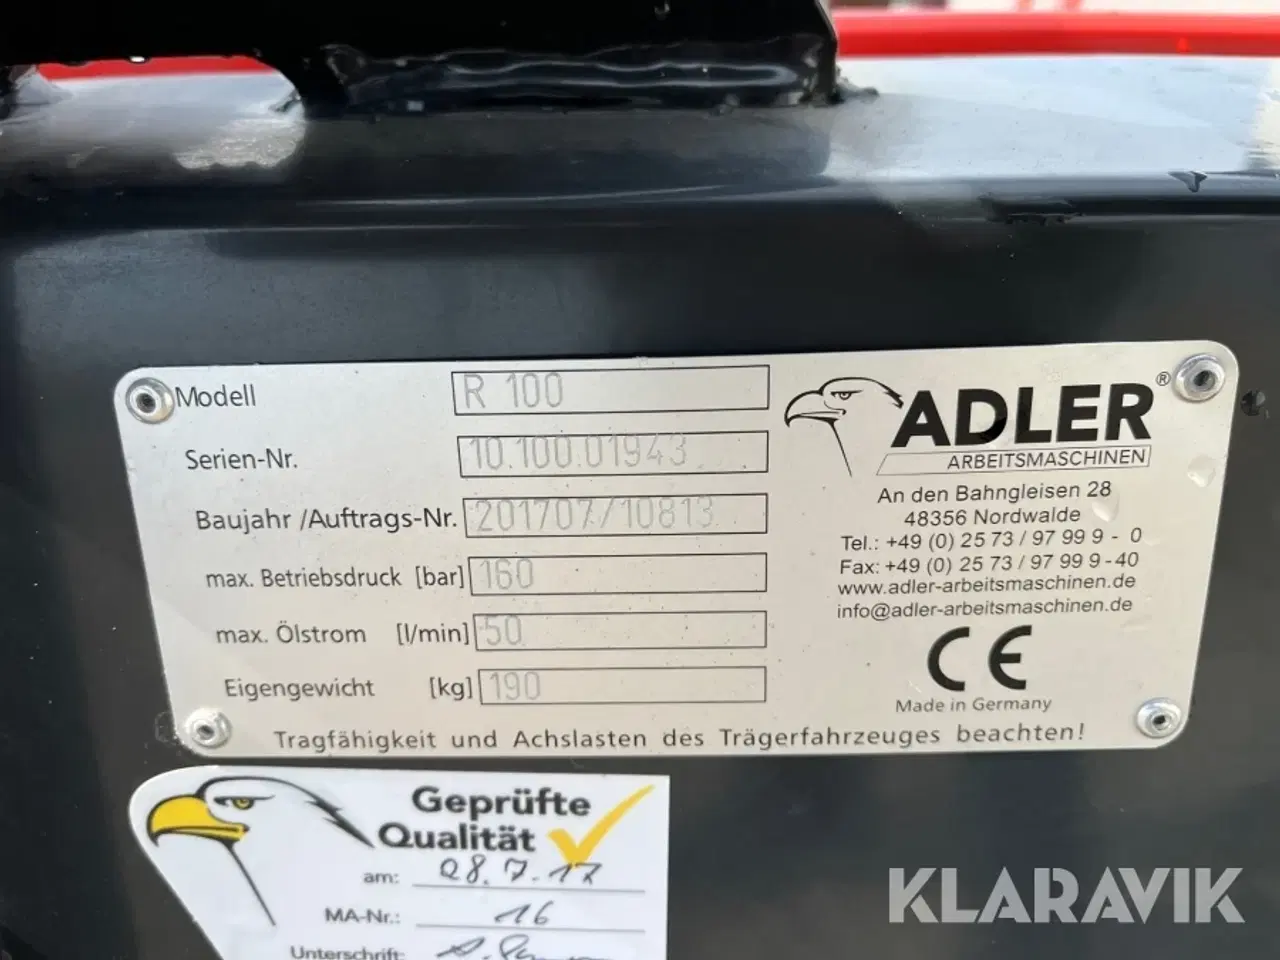 Modell R 100
Serien-Nr. 10.100.01943
Baujahr /Auftrags-Nr. 201707/10813
max. Betriebsdruck [bar] 160
max. Ölstrom [l/min] 50
Eigengewicht [kg] 190
ADLER®
ARBEITSMASCHINEN
An den Bahngleisen 28
48356 Nordwalde
Tel.: +49 (0) 25 73 / 97 99 9 - 0
Fax: +49 (0) 25 73 / 97 99 9 - 40
www.adler-arbeitsmaschinen.de
info@adler-arbeitsmaschinen.de
CE
Made in Germany
Tragfähigkeit und Achslasten des Trägerfahrzeuges beachten!
Geprüfte
Qualität
am: 28.7.17
MA-Nr.: 16
Unterschrift:
KLARAVIK